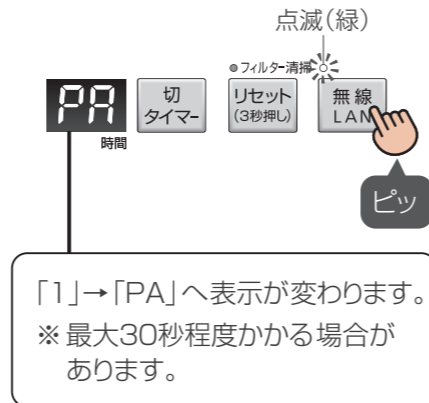 点滅(緑)
●フィルター清掃
PA
切
タイマー
リセット
(3秒押し)
無線
LAN
時間
ピッ
「1」→「PA」へ表示が変わります。
※最大30秒程度かかる場合が
あります。